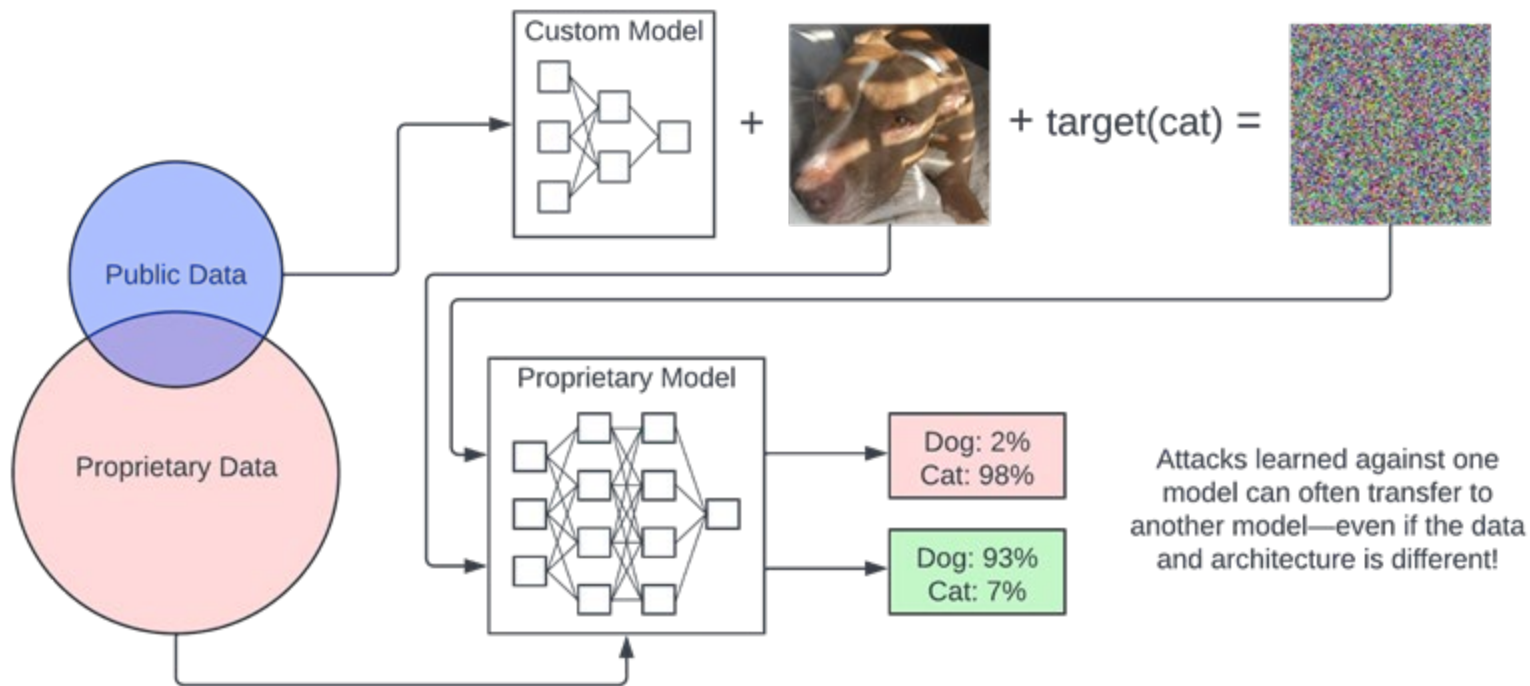 Custom Model
+
+ target(cat) =
Public Data
Proprietary Data
Proprietary Model
Dog: 2%
Cat: 98%
Dog: 93%
Cat: 7%
Attacks learned against one
model can often transfer to
another model—even if the data
and architecture is different!